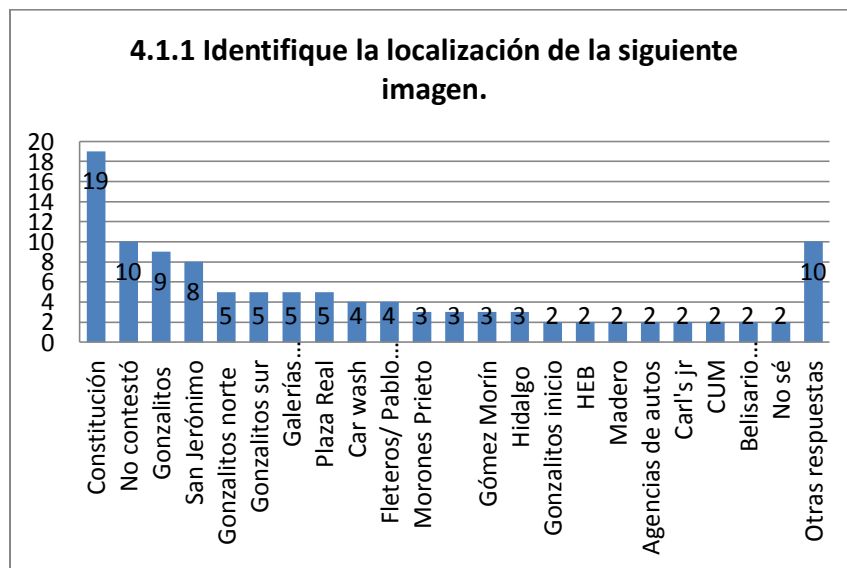 4.1.1 Identifique la localización de la siguiente
imagen.
20
18
16
14
12
10
8
6
4
2
0
19
10
9
8
5
5
5
5
4
4
3
3
3
3
2
2
2
2
2
2
2
2
10
Constitución
No contestó
Gonzalitos
San Jerónimo
Gonzalitos norte
Gonzalitos sur
Galerías…
Plaza Real
Car wash
Fleteros/ Pablo…
Morones Prieto
Gómez Morín
Hidalgo
Gonzalitos inicio
HEB
Madero
Agencias de autos
Carl's jr
CUM
Belisario…
No sé
Otras respuestas